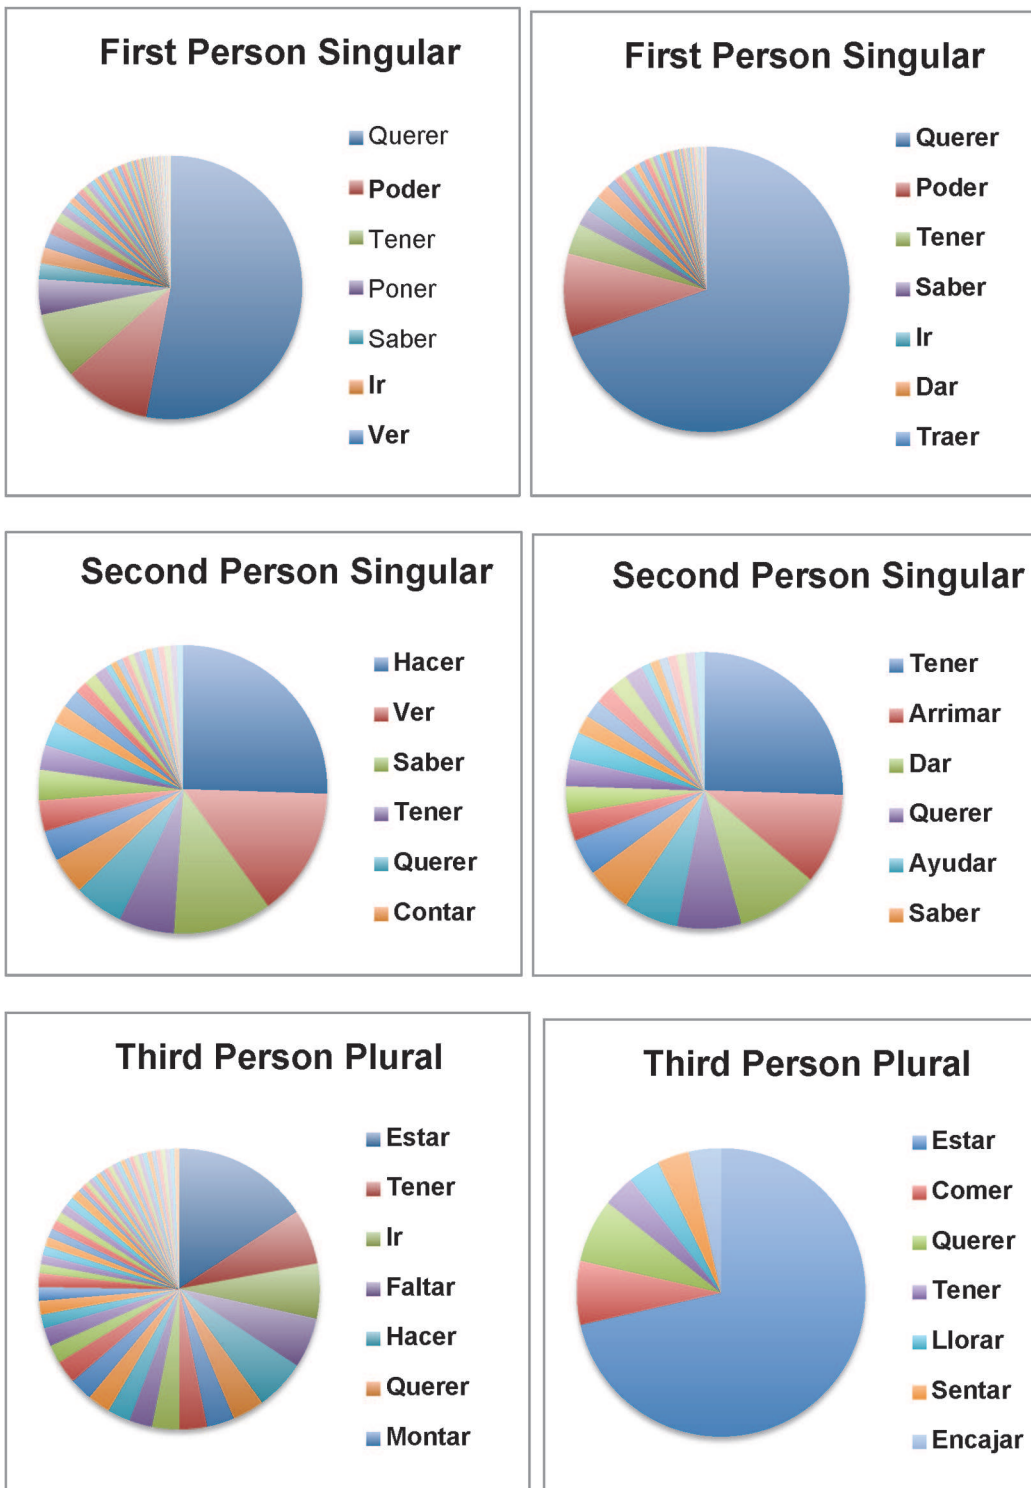 First Person Singular
Querer
Poder
Tener
Poner
Saber
Ir
Ver
First Person Singular
Querer
Poder
Tener
Saber
Ir
Dar
Traer
Second Person Singular
Hacer
Ver
Saber
Tener
Querer
Contar
Second Person Singular
Tener
Arrimar
Dar
Querer
Ayudar
Saber
Third Person Plural
Estar
Tener
Ir
Faltar
Hacer
Querer
Montar
Third Person Plural
Estar
Comer
Querer
Tener
Llorar
Sentar
Encajar